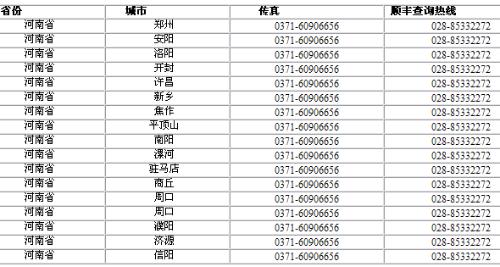 省份 城市 传真 顺丰查询热线
河南省 郑州 0371-60906656 028-85332272
河南省 安阳 0371-60906656 028-85332272
河南省 洛阳 0371-60906656 028-85332272
河南省 开封 0371-60906656 028-85332272
河南省 许昌 0371-60906656 028-85332272
河南省 新乡 0371-60906656 028-85332272
河南省 焦作 0371-60906656 028-85332272
河南省 平顶山 0371-60906656 028-85332272
河南省 南阳 0371-60906656 028-85332272
河南省 漯河 0371-60906656 028-85332272
河南省 驻马店 0371-60906656 028-85332272
河南省 商丘 0371-60906656 028-85332272
河南省 周口 0371-60906656 028-85332272
河南省 周口 0371-60906656 028-85332272
河南省 濮阳 0371-60906656 028-85332272
河南省 济源 0371-60906656 028-85332272
河南省 信阳 0371-60906656 028-85332272